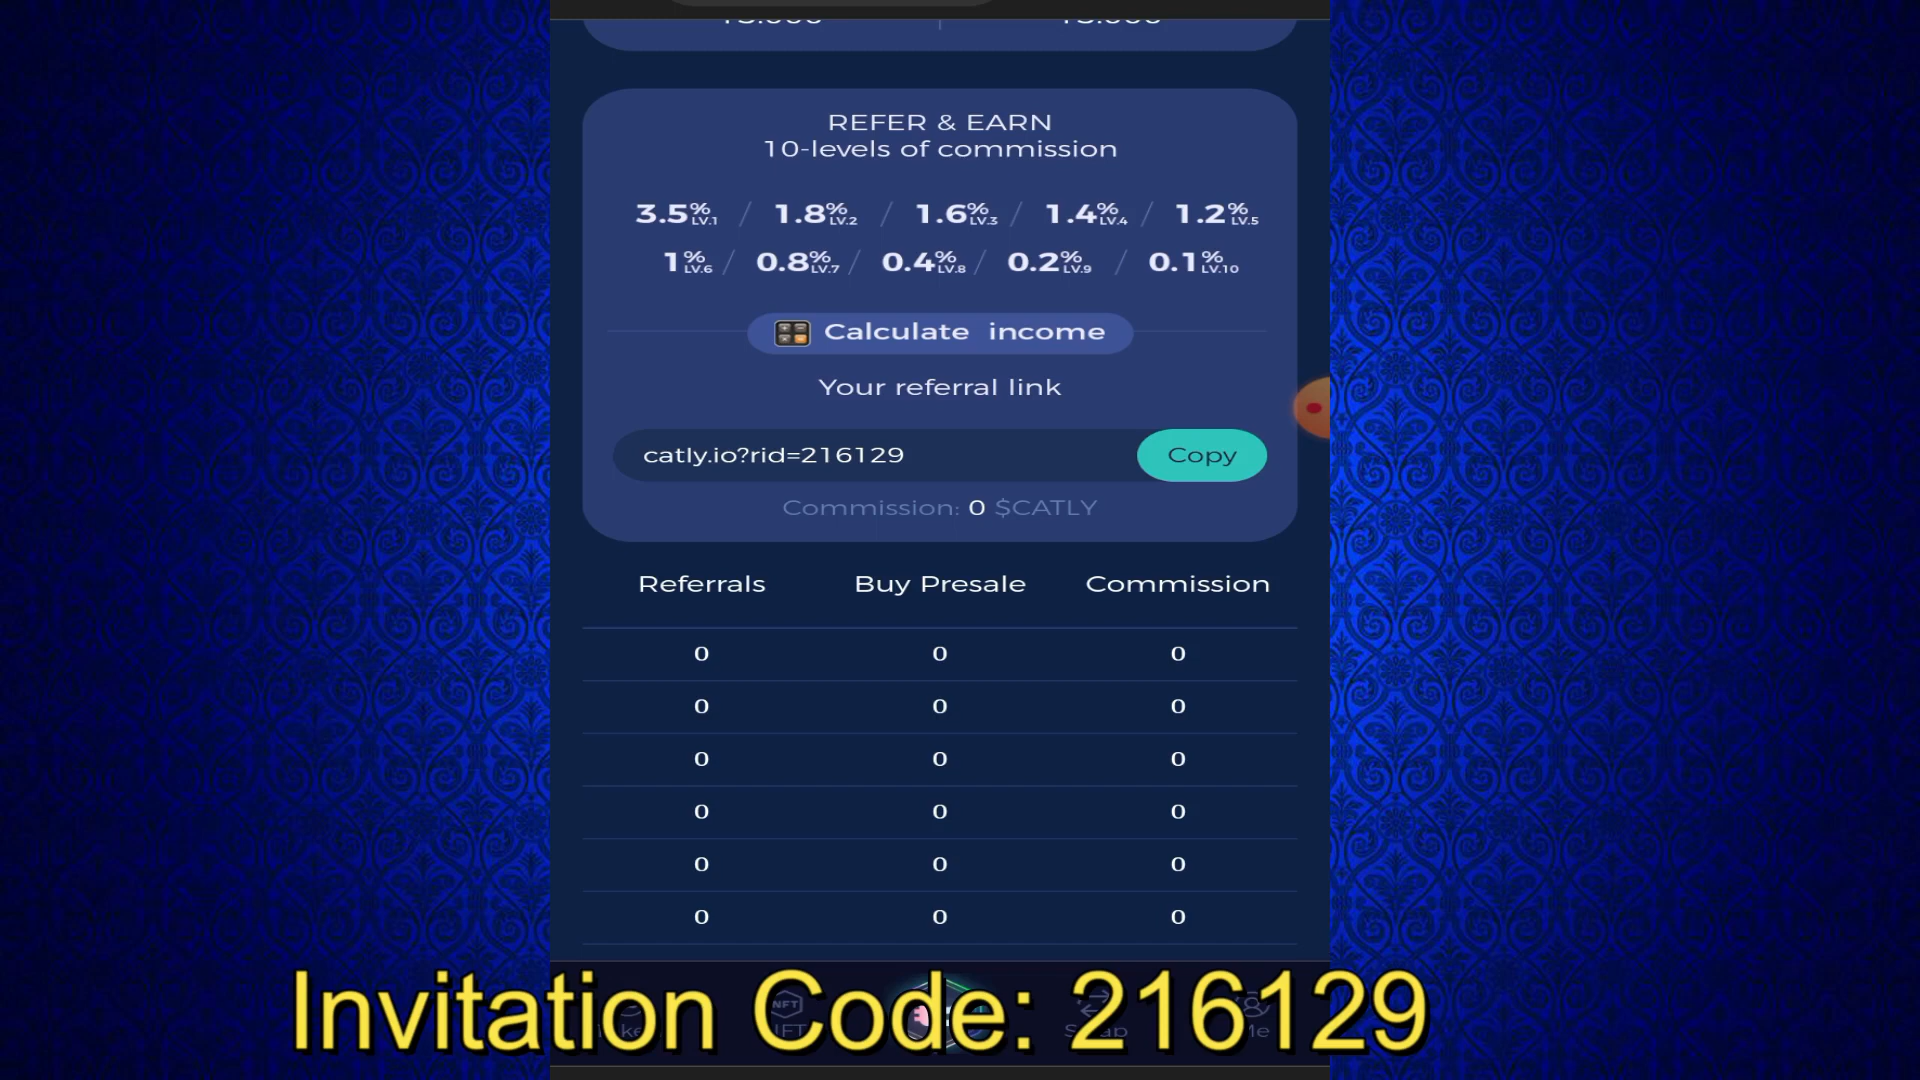 REFER & EARN
10-levels of commission
3.5% LV.1 / 1.8% LV.2 / 1.6% LV.3 / 1.4% LV.4 / 1.2% LV.5
1% LV.6 / 0.8% LV.7 / 0.4% LV.8 / 0.2% LV.9 / 0.1% LV.10
Calculate income
Your referral link
catly.io?rid=216129 Copy
Commission: 0 $CATLY
Referrals Buy Presale Commission
0 0 0
0 0 0
0 0 0
0 0 0
0 0 0
0 0 0
NFT
Me
Invitation Code: 216129